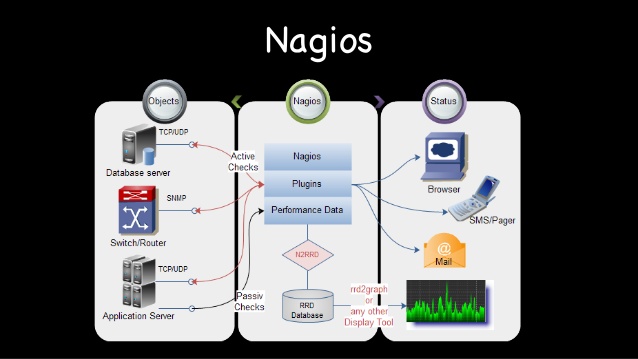 Nagios
Objects
Nagios
Status
TCP/UDP
Database server
SNMP
Switch/Router
TCP/UDP
Application Server
Active
Checks
Passiv
Checks
Nagios
Plugins
Performance Data
N2RRD
RRD
Database
rrd2graph
or
any other
Display Tool
Browser
SMS/Pager
@
Mail